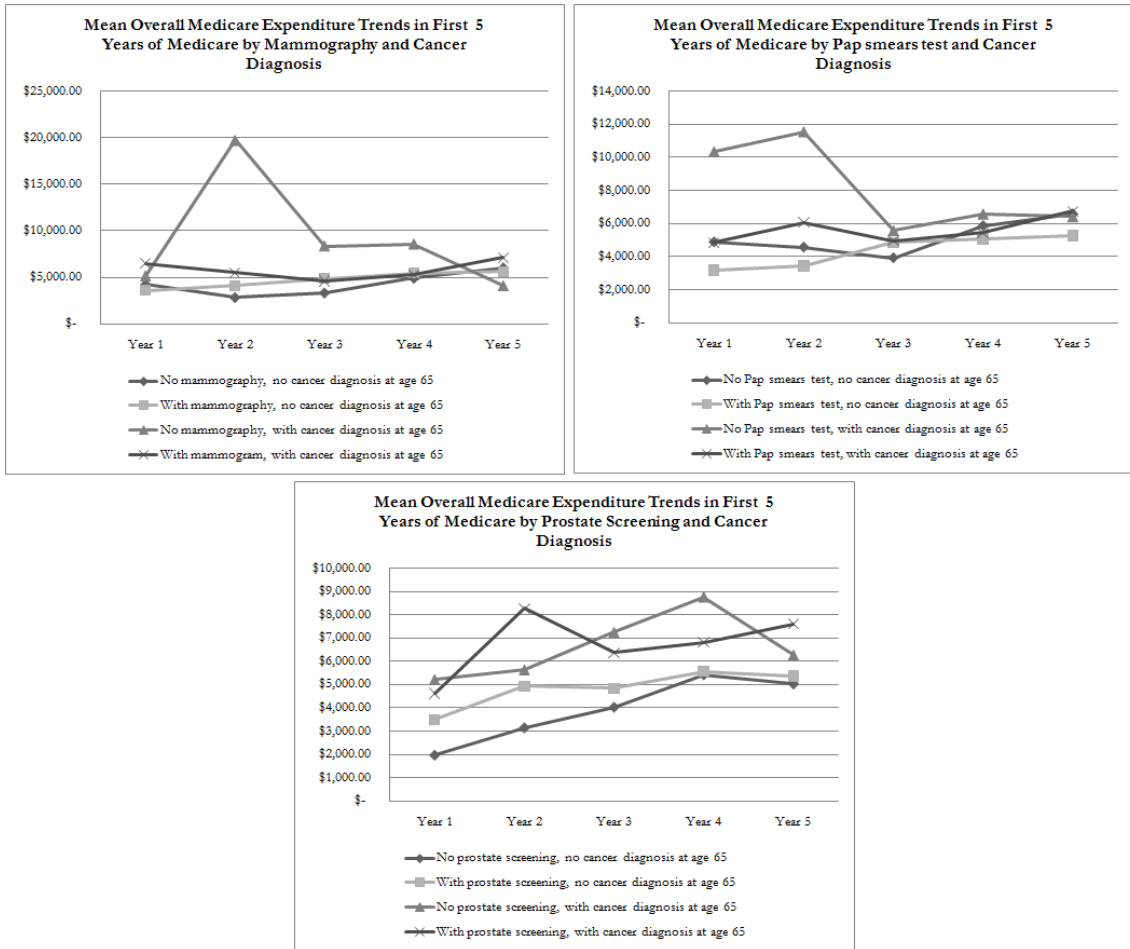 Mean Overall Medicare Expenditure Trends in First 5
Years of Medicare by Mammography and Cancer
Diagnosis
$25,000.00
$20,000.00
$15,000.00
$10,000.00
$5,000.00
$-
Year 1 Year 2 Year 3 Year 4 Year 5
No mammography, no cancer diagnosis at age 65
With mammography, no cancer diagnosis at age 65
No mammography, with cancer diagnosis at age 65
With mammogram, with cancer diagnosis at age 65
Mean Overall Medicare Expenditure Trends in First 5
Years of Medicare by Pap smears test and Cancer
Diagnosis
$14,000.00
$12,000.00
$10,000.00
$8,000.00
$6,000.00
$4,000.00
$2,000.00
$-
Year 1 Year 2 Year 3 Year 4 Year 5
No Pap smears test, no cancer diagnosis at age 65
With Pap smears test, no cancer diagnosis at age 65
No Pap smears test, with cancer diagnosis at age 65
With Pap smears test, with cancer diagnosis at age 65
Mean Overall Medicare Expenditure Trends in First 5
Years of Medicare by Prostate Screening and Cancer
Diagnosis
$10,000.00
$9,000.00
$8,000.00
$7,000.00
$6,000.00
$5,000.00
$4,000.00
$3,000.00
$2,000.00
$1,000.00
$-
Year 1 Year 2 Year 3 Year 4 Year 5
No prostate screening, no cancer diagnosis at age 65
With prostate screening, no cancer diagnosis at age 65
No prostate screening, with cancer diagnosis at age 65
With prostate screening, with cancer diagnosis at age 65